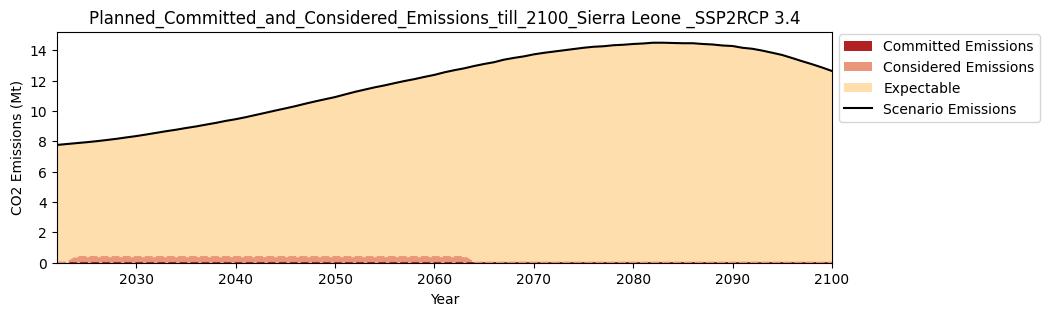 Planned_Committed_and_Considered_Emissions_till_2100_Sierra Leone _SSP2RCP 3.4
14
12
10
8
6
4
2
0
CO2 Emissions (Mt)
2030 2040 2050 2060 2070 2080 2090 2100
Year
Committed Emissions
Considered Emissions
Expectable
Scenario Emissions